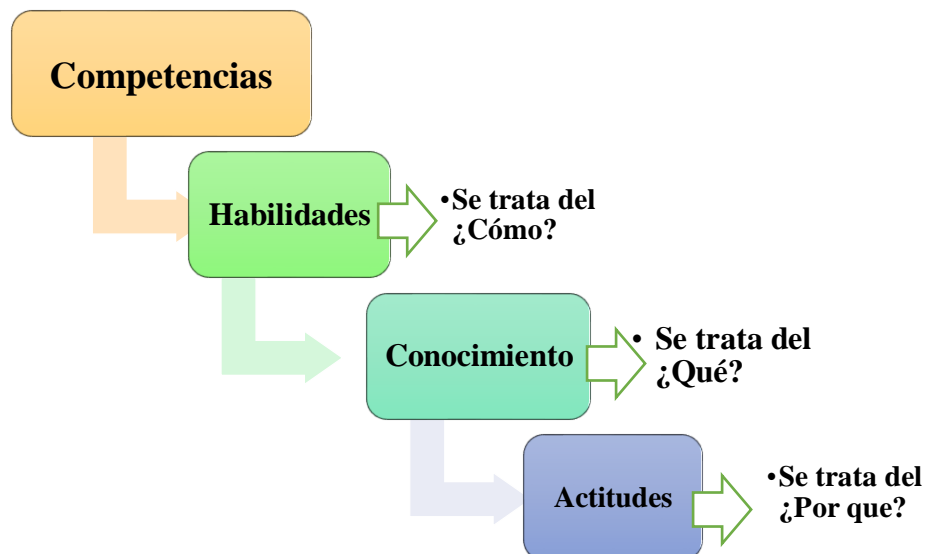 Competencias
Habilidades
•Se trata del
¿Cómo?
Conocimiento
• Se trata del
¿Qué?
Actitudes
•Se trata del
¿Por que?